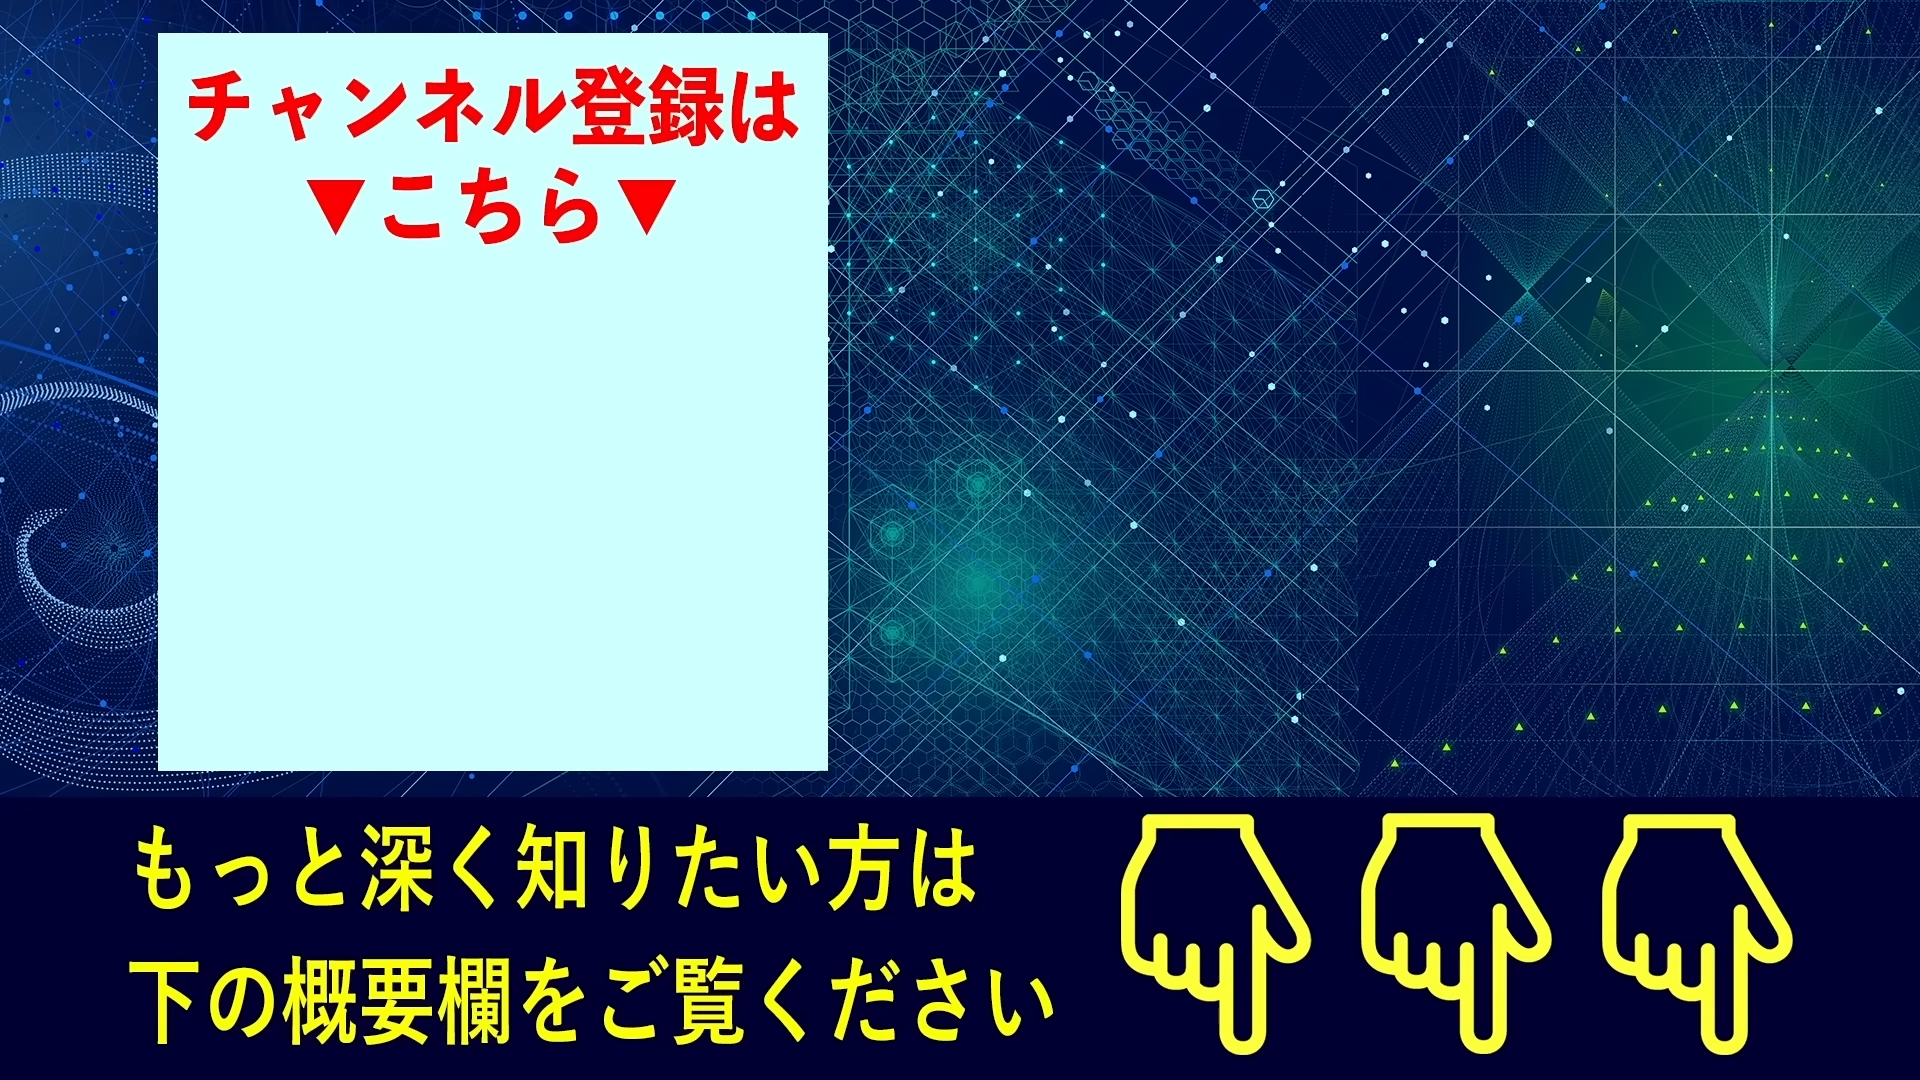 チャンネル登録は
▼こちら▼
もっと深く知りたい方は
下の概要欄をご覧ください